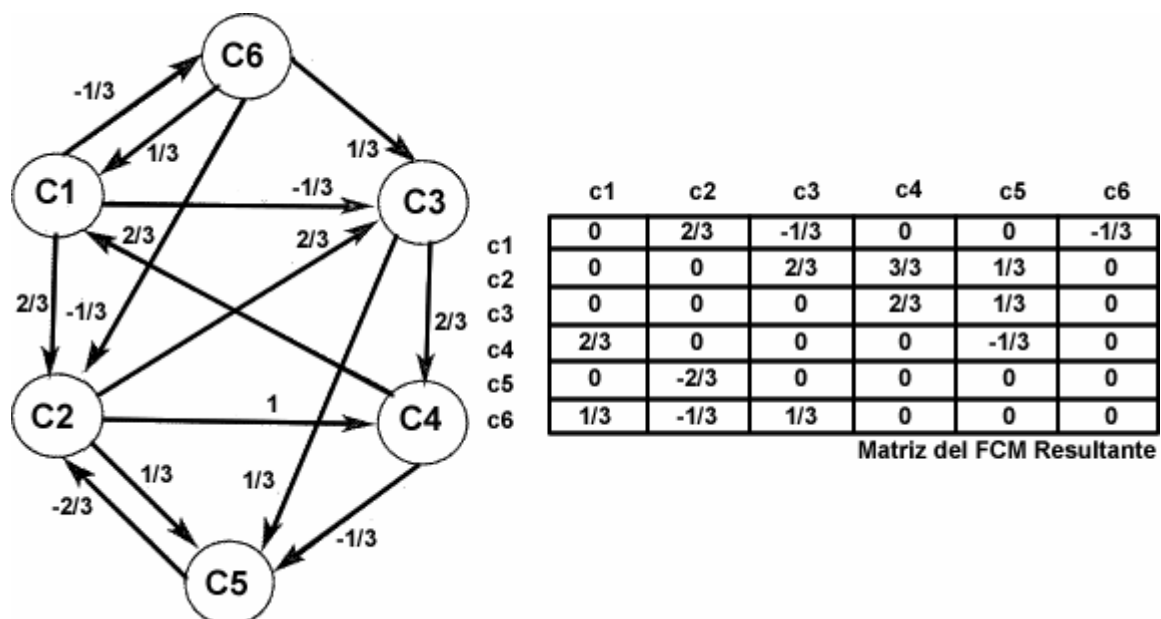 C6
-1/3
1/3
1/3
C1
-1/3
C3
2/3
2/3
2/3
-1/3
2/3
C2
1
C4
1/3
1/3
-2/3
-1/3
C5
c1 c2 c3 c4 c5 c6
c1 0 2/3 -1/3 0 0 -1/3
c2 0 0 2/3 3/3 1/3 0
c3 0 0 0 2/3 1/3 0
c4 2/3 0 0 0 -1/3 0
c5 0 -2/3 0 0 0 0
c6 1/3 -1/3 1/3 0 0 0
Matriz del FCM Resultante